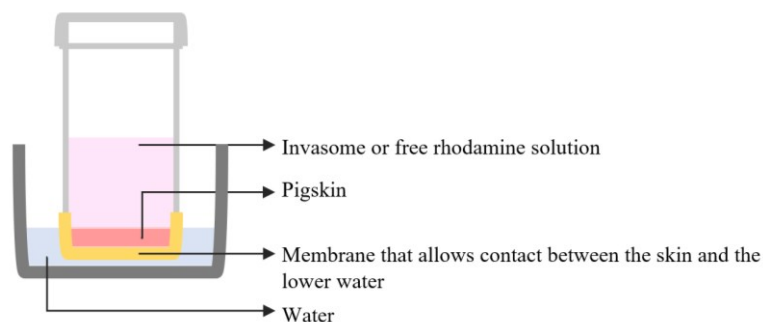 Invasome or free rhodamine solution
Pigskin
Membrane that allows contact between the skin and the
lower water
Water